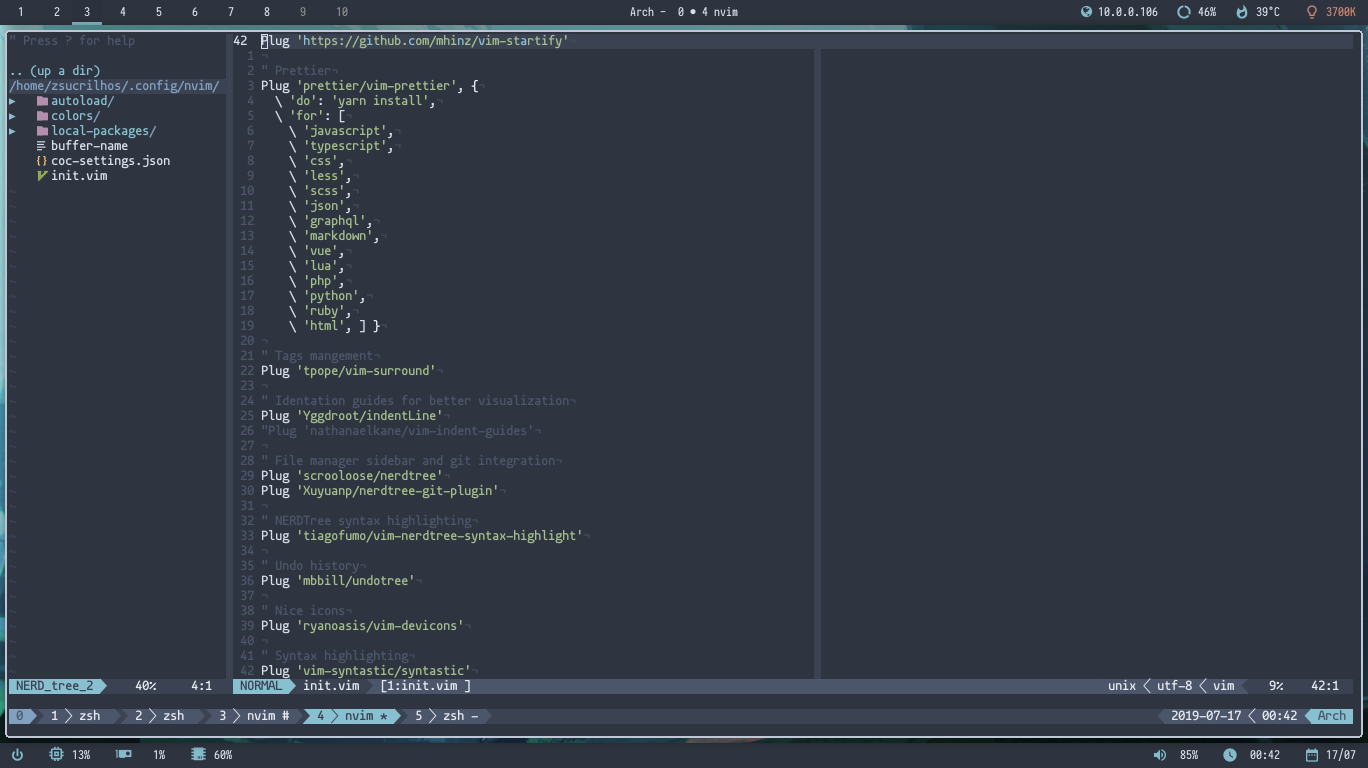 1 2 3 4 5 6 7 8 9 10
Arch - 0 ● 4 nvim
10.0.0.106 46% 39°C 3700K
" Press ? for help
.. (up a dir)
/home/zsucrilhos/.config/nvim/
▸ autoload/
▸ colors/
▸ local-packages/
buffer-name
{} coc-settings.json
init.vim
42 Plug 'https://github.com/mhinz/vim-startify'
1 ¬
2 " Prettier¬
3 Plug 'prettier/vim-prettier', {¬
4 \ 'do': 'yarn install',¬
5 \ 'for': [¬
6 \ 'javascript',¬
7 \ 'typescript',¬
8 \ 'css',¬
9 \ 'less',¬
10 \ 'scss',¬
11 \ 'json',¬
12 \ 'graphql',¬
13 \ 'markdown',¬
14 \ 'vue',¬
15 \ 'lua',¬
16 \ 'php',¬
17 \ 'python',¬
18 \ 'ruby',¬
19 \ 'html', ] }¬
20 ¬
21 " Tags mangement¬
22 Plug 'tpope/vim-surround'¬
23 ¬
24 " Identation guides for better visualization¬
25 Plug 'Yggdroot/indentLine'¬
26 "Plug 'nathanaelkane/vim-indent-guides'¬
27 ¬
28 " File manager sidebar and git integration¬
29 Plug 'scrooloose/nerdtree'¬
30 Plug 'Xuyuanp/nerdtree-git-plugin'¬
31 ¬
32 " NERDTree syntax highlighting¬
33 Plug 'tiagofumo/vim-nerdtree-syntax-highlight'¬
34 ¬
35 " Undo history¬
36 Plug 'mbbill/undotree'¬
37 ¬
38 " Nice icons¬
39 Plug 'ryanoasis/vim-devicons'¬
40 ¬
41 " Syntax highlighting¬
42 Plug 'vim-syntastic/syntastic'¬
NERD_tree_2 40% 4:1
NORMAL init.vim [1:init.vim ] unix utf-8 vim 9% 42:1
0 1 zsh 2 zsh 3 nvim # 4 nvim * 5 zsh - 2019-07-17 00:42 Arch
13% 1% 60% 85% 00:42 17/07